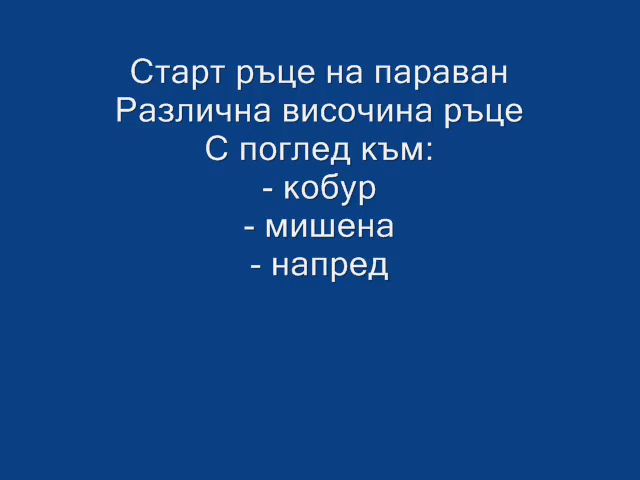 Старт ръце на параван
Различна височина ръце
С поглед към:
- кобур
- мишена
- напред